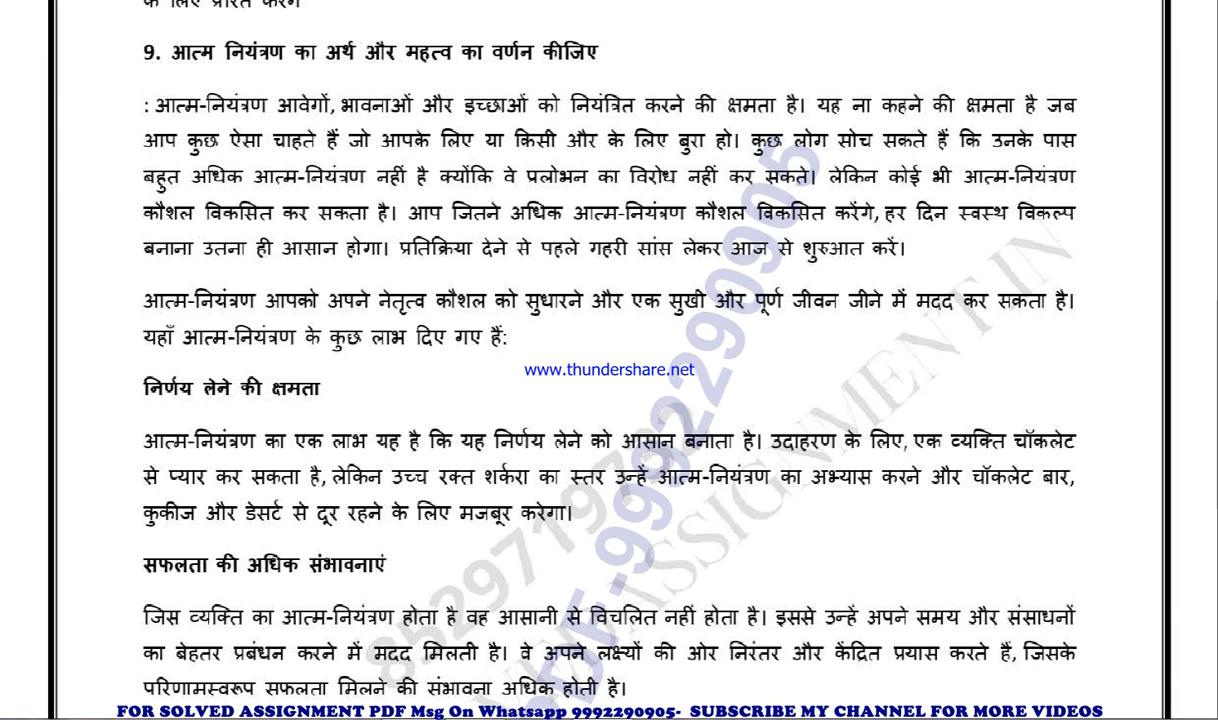 के लिए प्रेरित करेंगे
9. आत्म नियंत्रण का अर्थ और महत्व का वर्णन कीजिए
: आत्म-नियंत्रण आवेगों, भावनाओं और इच्छाओं को नियंत्रित करने की क्षमता है। यह ना कहने की क्षमता है जब
आप कुछ ऐसा चाहते हैं जो आपके लिए या किसी और के लिए बुरा हो। कुछ लोग सोच सकते हैं कि उनके पास
बहुत अधिक आत्म-नियंत्रण नहीं है क्योंकि वे प्रलोभन का विरोध नहीं कर सकते। लेकिन कोई भी आत्म-नियंत्रण
कौशल विकसित कर सकता है। आप जितने अधिक आत्म-नियंत्रण कौशल विकसित करेंगे, हर दिन स्वस्थ विकल्प
बनाना उतना ही आसान होगा। प्रतिक्रिया देने से पहले गहरी सांस लेकर आज से शुरुआत करें।
आत्म-नियंत्रण आपको अपने नेतृत्व कौशल को सुधारने और एक सुखी और पूर्ण जीवन जीने में मदद कर सकता है।
यहाँ आत्म-नियंत्रण के कुछ लाभ दिए गए हैं:
www.thundershare.net
निर्णय लेने की क्षमता
आत्म-नियंत्रण का एक लाभ यह है कि यह निर्णय लेने को आसान बनाता है। उदाहरण के लिए, एक व्यक्ति चॉकलेट
से प्यार कर सकता है, लेकिन उच्च रक्त शर्करा का स्तर उन्हें आत्म-नियंत्रण का अभ्यास करने और चॉकलेट बार,
कुकीज और डेसर्ट से दूर रहने के लिए मजबूर करेगा।
सफलता की अधिक संभावनाएं
जिस व्यक्ति का आत्म-नियंत्रण होता है वह आसानी से विचलित नहीं होता है। इससे उन्हें अपने समय और संसाधनों
का बेहतर प्रबंधन करने में मदद मिलती है। वे अपने लक्ष्यों की ओर निरंतर और केंद्रित प्रयास करते हैं, जिसके
परिणामस्वरूप सफलता मिलने की संभावना अधिक होती है।
FOR SOLVED ASSIGNMENT PDF Msg On Whatsapp 9992290905- SUBSCRIBE MY CHANNEL FOR MORE VIDEOS
PDF-9992290905
ASSIGNMENT IN